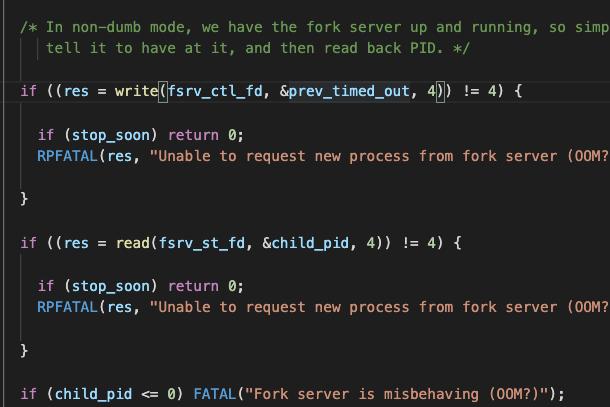 /* In non-dumb mode, we have the fork server up and running, so simp
tell it to have at it, and then read back PID. */
if ((res = write(fsrv_ctl_fd, &prev_timed_out, 4)) != 4) {
if (stop_soon) return 0;
RPFATAL(res, "Unable to request new process from fork server (OOM?
}
if ((res = read(fsrv_st_fd, &child_pid, 4)) != 4) {
if (stop_soon) return 0;
RPFATAL(res, "Unable to request new process from fork server (OOM?
}
if (child_pid <= 0) FATAL("Fork server is misbehaving (OOM?)");